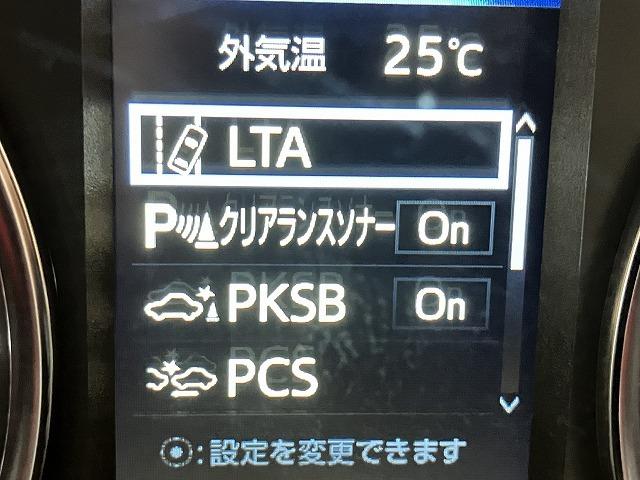 外気温 25℃
LTA
Pクリアランスソナー On
PKSB On
PCS
:設定を変更できます